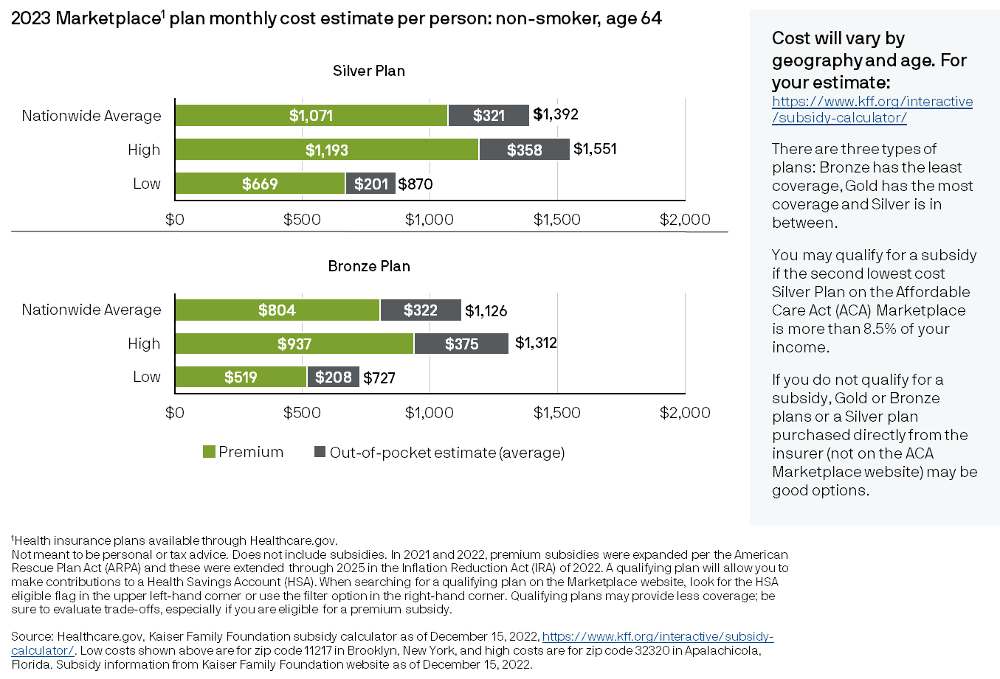 2023 Marketplace¹ plan monthly cost estimate per person: non-smoker, age 64
Silver Plan
Nationwide Average $1,071 $321 $1,392
High $1,193 $358 $1,551
Low $669 $201 $870
$0 $500 $1,000 $1,500 $2,000
Bronze Plan
Nationwide Average $804 $322 $1,126
High $937 $375 $1,312
Low $519 $208 $727
$0 $500 $1,000 $1,500 $2,000
Premium Out-of-pocket estimate (average)
Cost will vary by
geography and age. For
your estimate:
https://www.kff.org/interactive
/subsidy-calculator/
There are three types of
plans: Bronze has the least
coverage, Gold has the most
coverage and Silver is in
between.
You may qualify for a subsidy
if the second lowest cost
Silver Plan on the Affordable
Care Act (ACA) Marketplace
is more than 8.5% of your
income.
If you do not qualify for a
subsidy, Gold or Bronze
plans or a Silver plan
purchased directly from the
insurer (not on the ACA
Marketplace website) may be
good options.
¹Health insurance plans available through Healthcare.gov.
Not meant to be personal or tax advice. Does not include subsidies. In 2021 and 2022, premium subsidies were expanded per the American
Rescue Plan Act (ARPA) and these were extended through 2025 in the Inflation Reduction Act (IRA) of 2022. A qualifying plan will allow you to
make contributions to a Health Savings Account (HSA). When searching for a qualifying plan on the Marketplace website, look for the HSA
eligible flag in the upper left-hand corner or use the filter option in the right-hand corner. Qualifying plans may provide less coverage; be
sure to evaluate trade-offs, especially if you are eligible for a premium subsidy.
Source: Healthcare.gov, Kaiser Family Foundation subsidy calculator as of December 15, 2022, https://www.kff.org/interactive/subsidy-
calculator/. Low costs shown above are for zip code 11217 in Brooklyn, New York, and high costs are for zip code 32320 in Apalachicola,
Florida. Subsidy information from Kaiser Family Foundation website as of December 15, 2022.